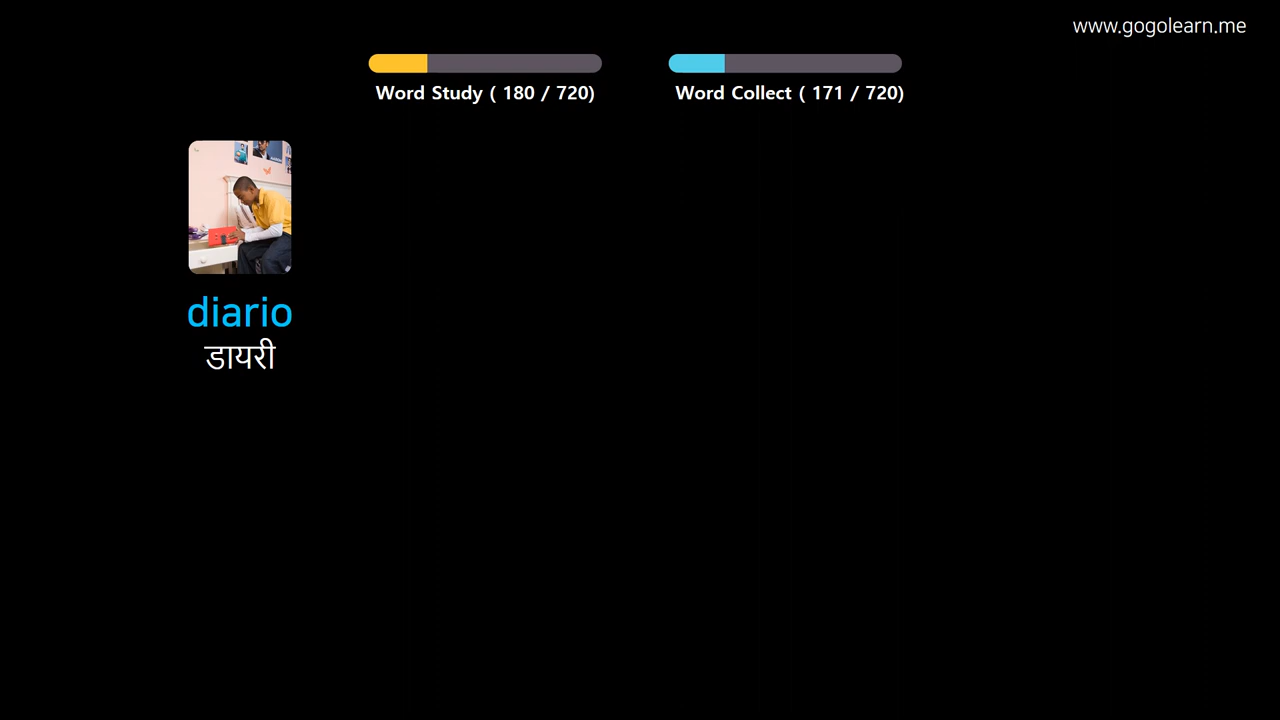 www.gogolearn.me
Word Study ( 180 / 720)
Word Collect ( 171 / 720)
diario
डायरी